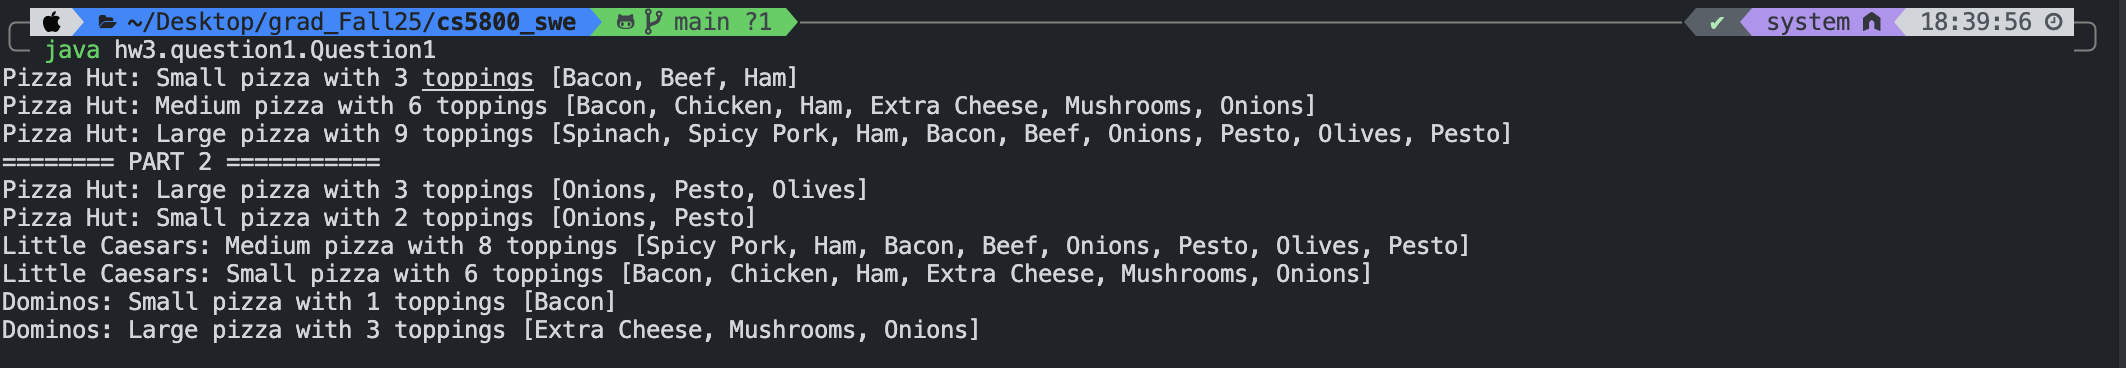 ~/Desktop/grad_Fall25/cs5800_swe main ?1 ✔ system 18:39:56
java hw3.question1.Question1
Pizza Hut: Small pizza with 3 toppings [Bacon, Beef, Ham]
Pizza Hut: Medium pizza with 6 toppings [Bacon, Chicken, Ham, Extra Cheese, Mushrooms, Onions]
Pizza Hut: Large pizza with 9 toppings [Spinach, Spicy Pork, Ham, Bacon, Beef, Onions, Pesto, Olives, Pesto]
======== PART 2 ===========
Pizza Hut: Large pizza with 3 toppings [Onions, Pesto, Olives]
Pizza Hut: Small pizza with 2 toppings [Onions, Pesto]
Little Caesars: Medium pizza with 8 toppings [Spicy Pork, Ham, Bacon, Beef, Onions, Pesto, Olives, Pesto]
Little Caesars: Small pizza with 6 toppings [Bacon, Chicken, Ham, Extra Cheese, Mushrooms, Onions]
Dominos: Small pizza with 1 toppings [Bacon]
Dominos: Large pizza with 3 toppings [Extra Cheese, Mushrooms, Onions]